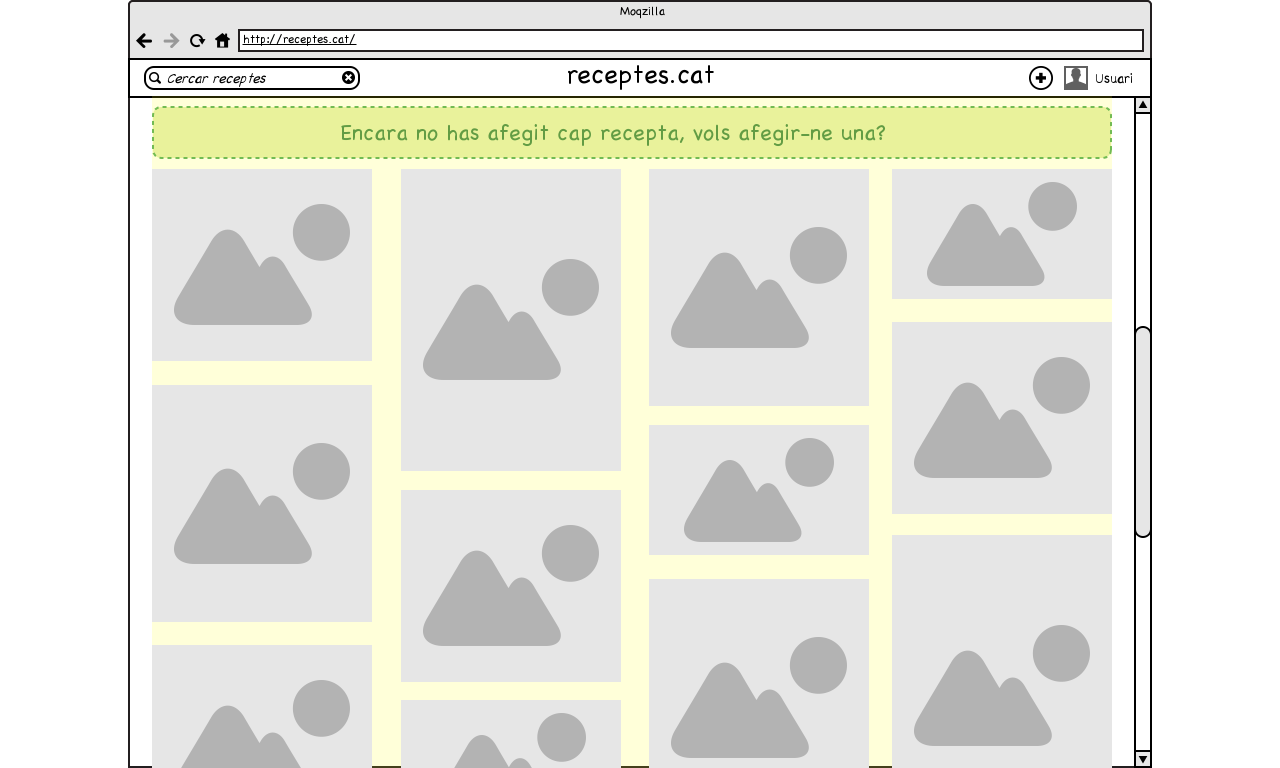 Moqzilla
http://receptes.cat/
Cercar receptes
receptes.cat
Usuari
Encara no has afegit cap recepta, vols afegir-ne una?